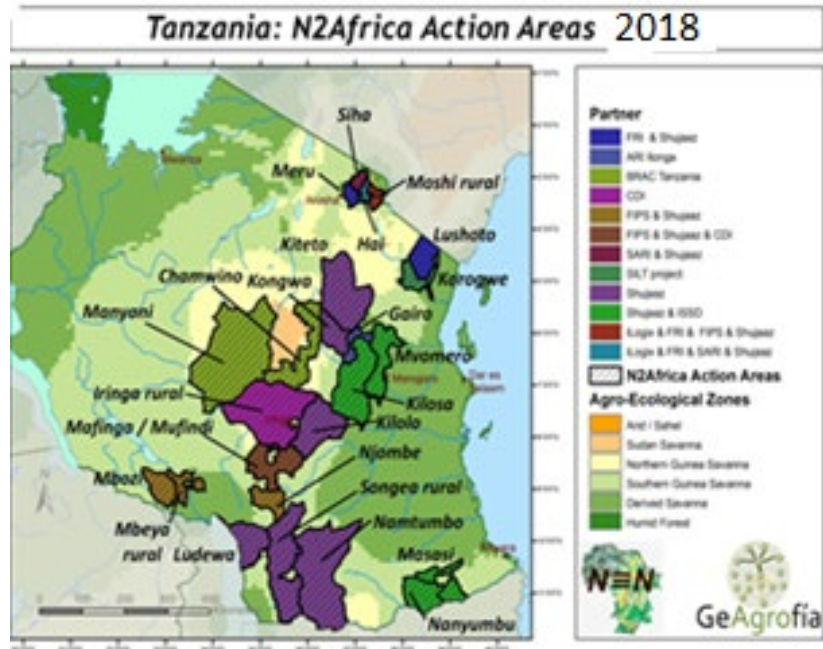 Tanzania: N2Africa Action Areas 2018
Siha
Meru
Moshi rural
Kiteto
Hai
Lushoto
Chamwino
Kongwa
Karogwe
Manyani
Gairo
Mvomero
Iringa rural
Kilosa
Mafinga / Mufindi
Kilolo
Njombe
Mbozi
Songea rural
Mbeya
rural
Ludewa
Namtumbo
Masasi
Nanyumbu
Partner
FRI & Shujaaz
ARI Ilonga
BRAC Tanzania
CDI
FIPS & Shujaaz
FIPS & Shujaaz & CDI
SARI & Shujaaz
SILT project
Shujaaz
Shujaaz & ISSD
iLogix & FRI & FIPS & Shujaaz
iLogix & FRI & SARI & Shujaaz
N2Africa Action Areas
Agro-Ecological Zones
Arid / Sahel
Sudan Savanna
Northern Guinea Savanna
Southern Guinea Savanna
Derived Savanna
Humid Forest
N≡N
GeAgrofía